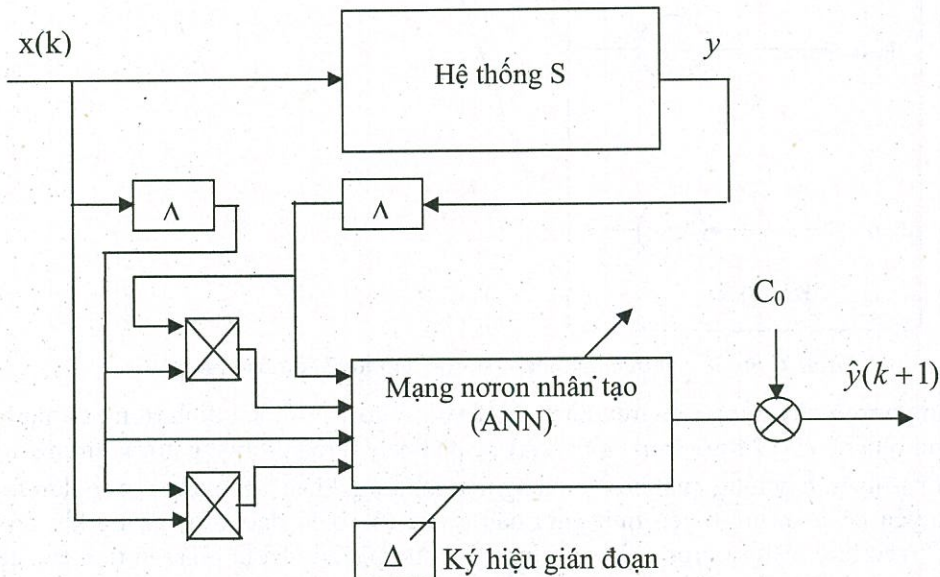 x(k)
Hệ thống S
y
Δ
Δ
C₀
Mạng nơron nhân tạo
(ANN)
ŷ(k+1)
Δ
Ký hiệu gián đoạn